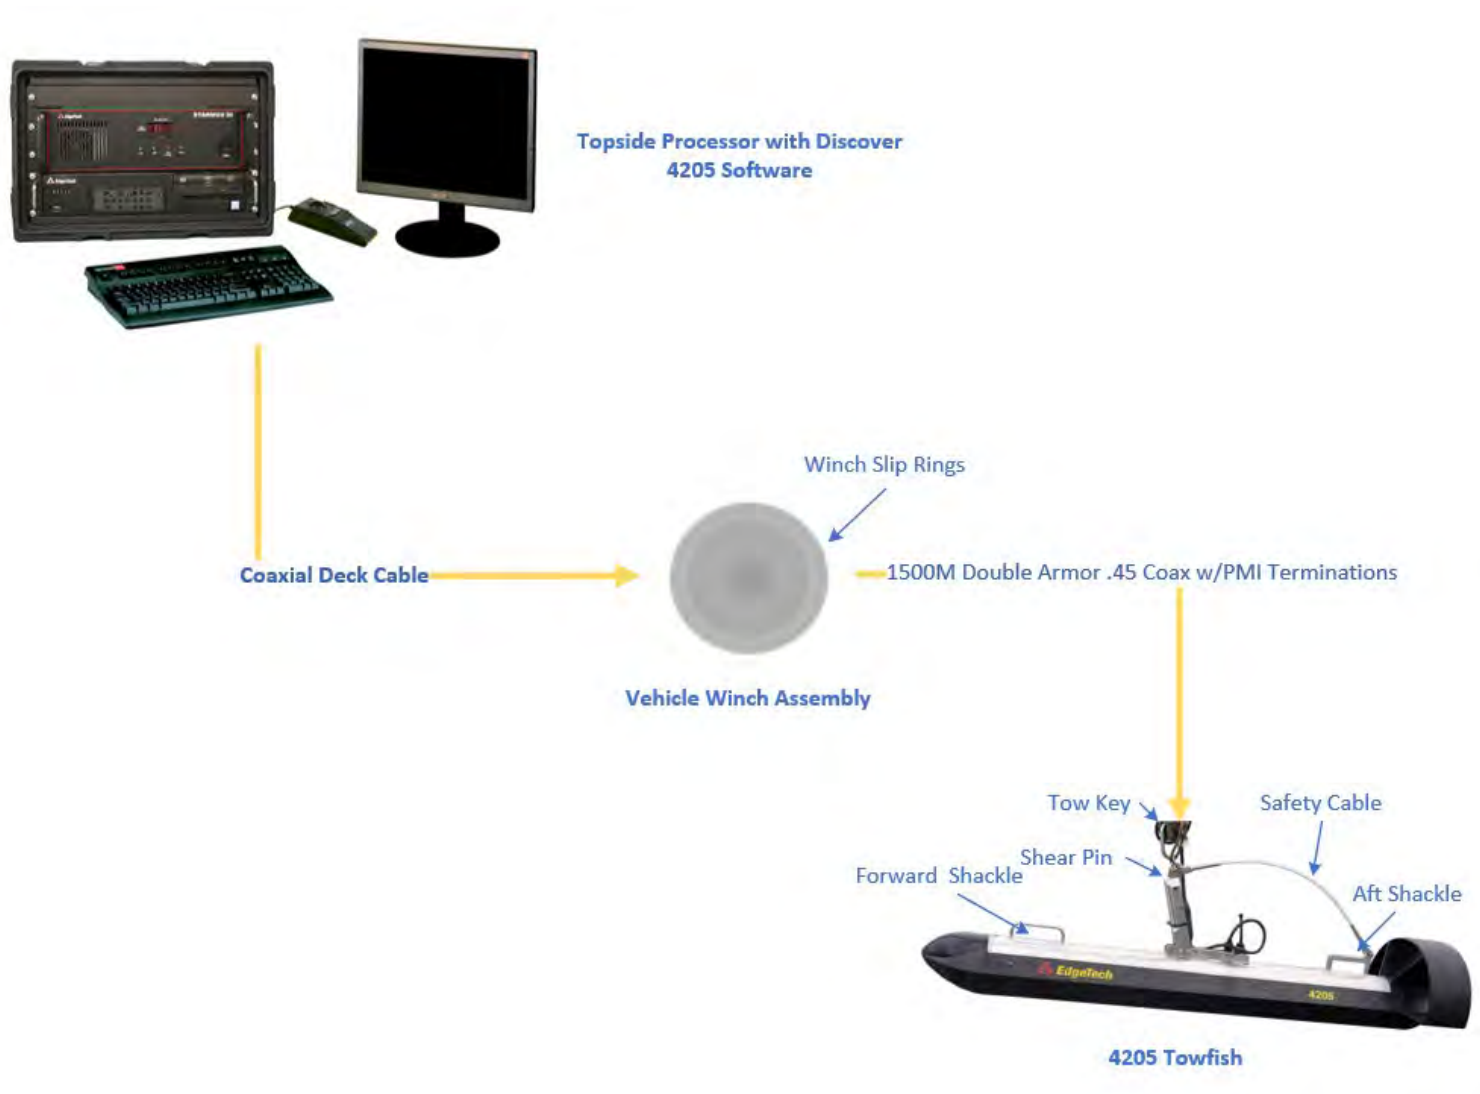 Topside Processor with Discover
4205 Software
Winch Slip Rings
Coaxial Deck Cable
1500M Double Armor .45 Coax w/PMI Terminations
Vehicle Winch Assembly
Tow Key
Safety Cable
Shear Pin
Forward Shackle
Aft Shackle
EdgeTech
4205
4205 Towfish